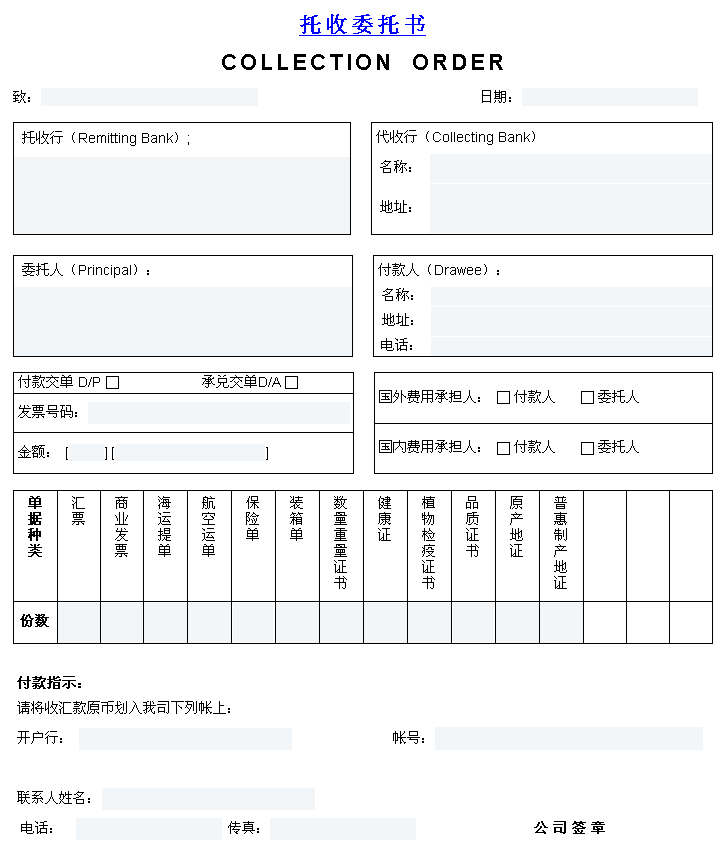 托收委托书
COLLECTION ORDER
致：
日期：
托收行（Remitting Bank）;
代收行（Collecting Bank）
名称：
地址：
委托人（Principal）：
付款人（Drawee）：
名称：
地址：
电话：
付款交单 D/P □ 承兑交单D/A □
发票号码：
金额： [ ] [ ]
国外费用承担人： □ 付款人 □ 委托人
国内费用承担人： □ 付款人 □ 委托人
单据种类
汇票
商业发票
海运提单
航空运单
保险单
装箱单
数量重量证书
健康证
植物检疫证书
品质证书
原产地证
普惠制产地证
份数
付款指示：
请将收汇款原币划入我司下列帐上：
开户行： 帐号：
联系人姓名：
电话： 传真： 公司签章